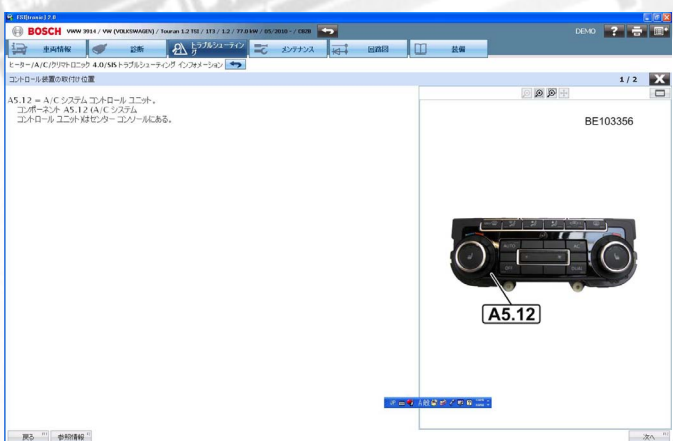 ESI[tronic] 2.0
BOSCH VWW 3914 / VW (VOLKSWAGEN) / Touran 1.2 TSI / 1T3 / 1.2 / 77.0 kW / 05/2010 - / CBZB
DEMO ?
車両情報 診断 トラブルシューティング メンテナンス 回路図 装備
ヒーター/A/C/クリマトロニック 4.0/SIS トラブルシューティング インフォメーション
コントロール装置の取付け位置
1 / 2 X
A5.12 = A/C システム コントロール ユニット。
コンポーネント A5.12 (A/C システム
コントロール ユニット)はセンター コンソールにある。
BE103356
AUTO AC
A5.12
A 般
戻る 参照情報 次へ